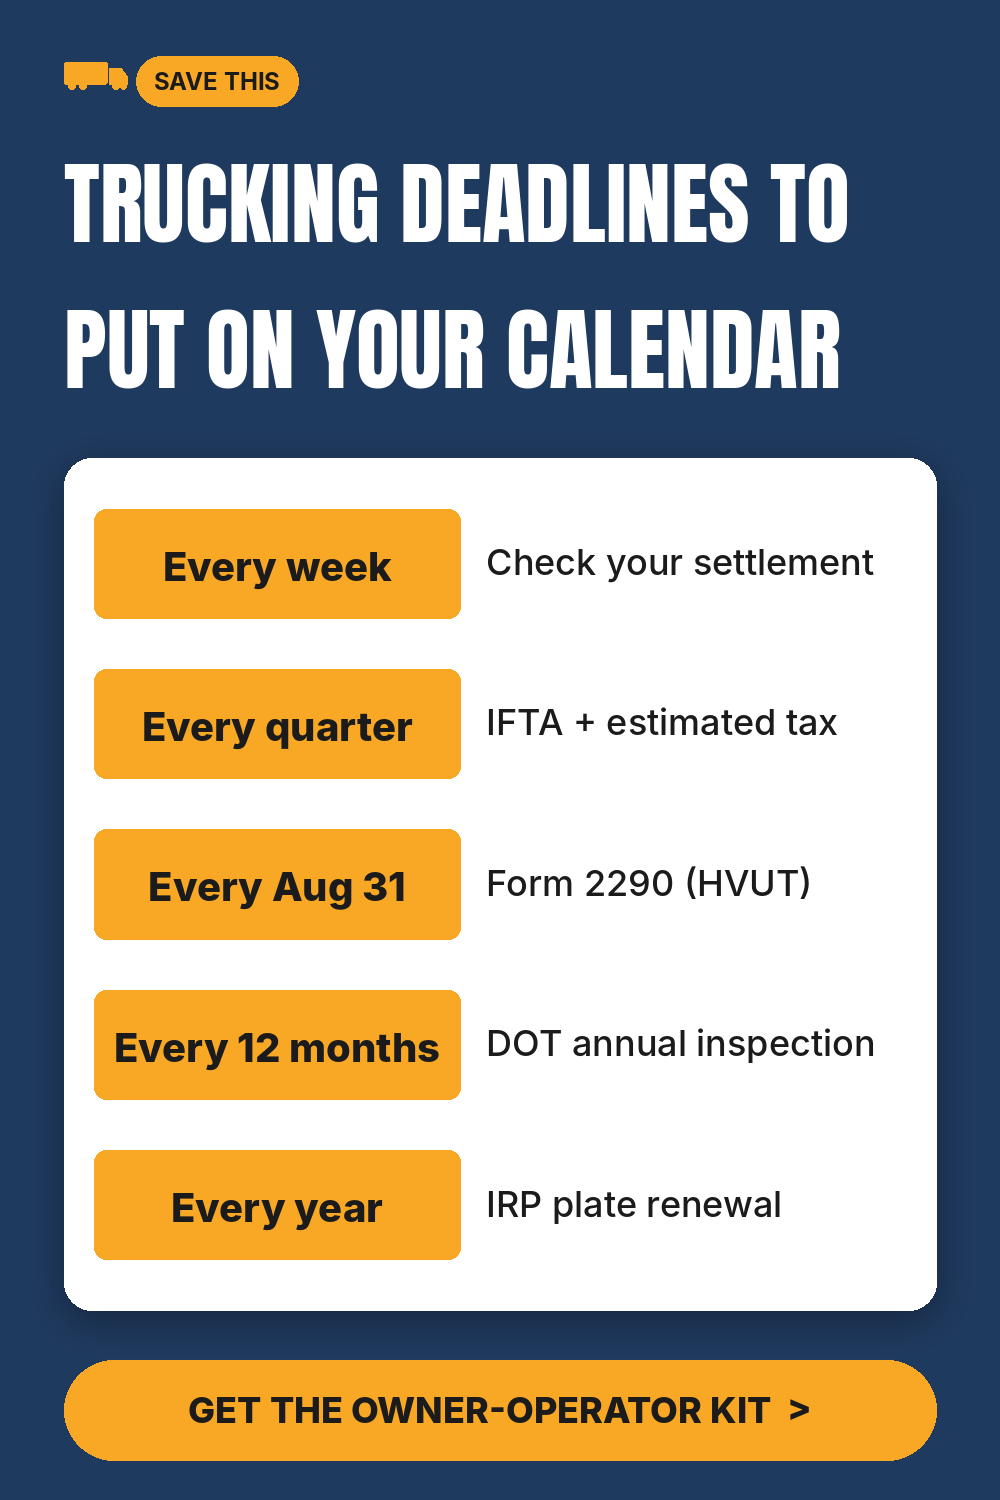 SAVE THIS
TRUCKING DEADLINES TO
PUT ON YOUR CALENDAR
Every week
Check your settlement
Every quarter
IFTA + estimated tax
Every Aug 31
Form 2290 (HVUT)
Every 12 months
DOT annual inspection
Every year
IRP plate renewal
GET THE OWNER-OPERATOR KIT >